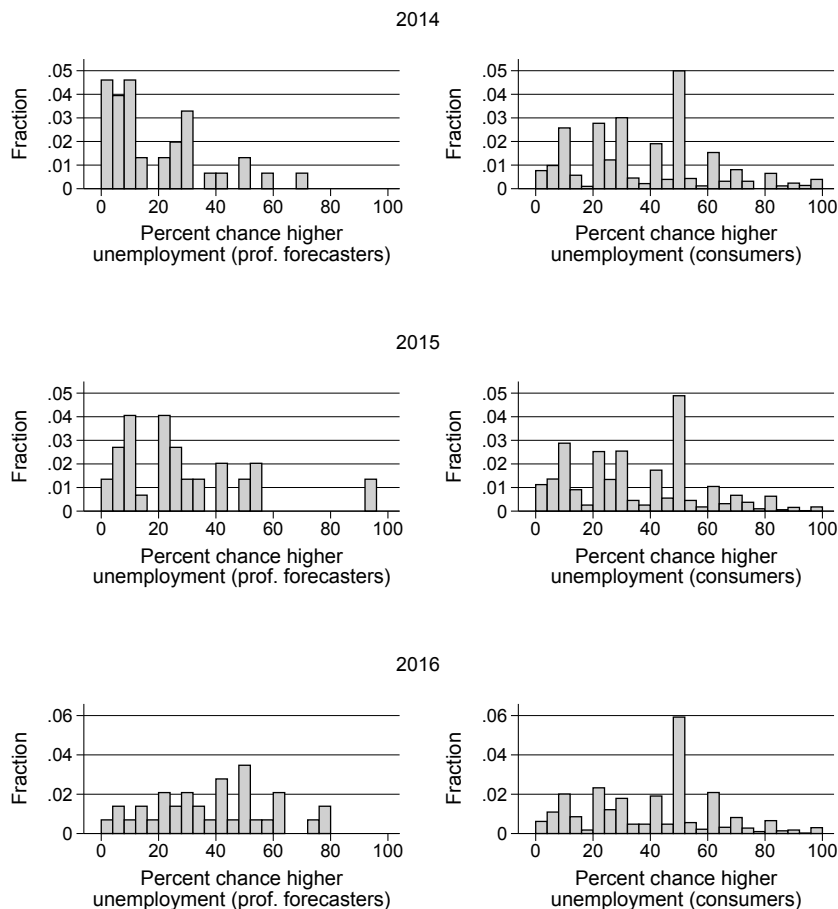 2014
.05
.04
.03
.02
.01
0
Fraction
0 20 40 60 80 100
Percent chance higher
unemployment (prof. forecasters)
.05
.04
.03
.02
.01
0
Fraction
0 20 40 60 80 100
Percent chance higher
unemployment (consumers)
2015
.05
.04
.03
.02
.01
0
Fraction
0 20 40 60 80 100
Percent chance higher
unemployment (prof. forecasters)
.05
.04
.03
.02
.01
0
Fraction
0 20 40 60 80 100
Percent chance higher
unemployment (consumers)
2016
.06
.04
.02
0
Fraction
0 20 40 60 80 100
Percent chance higher
unemployment (prof. forecasters)
.06
.04
.02
0
Fraction
0 20 40 60 80 100
Percent chance higher
unemployment (consumers)